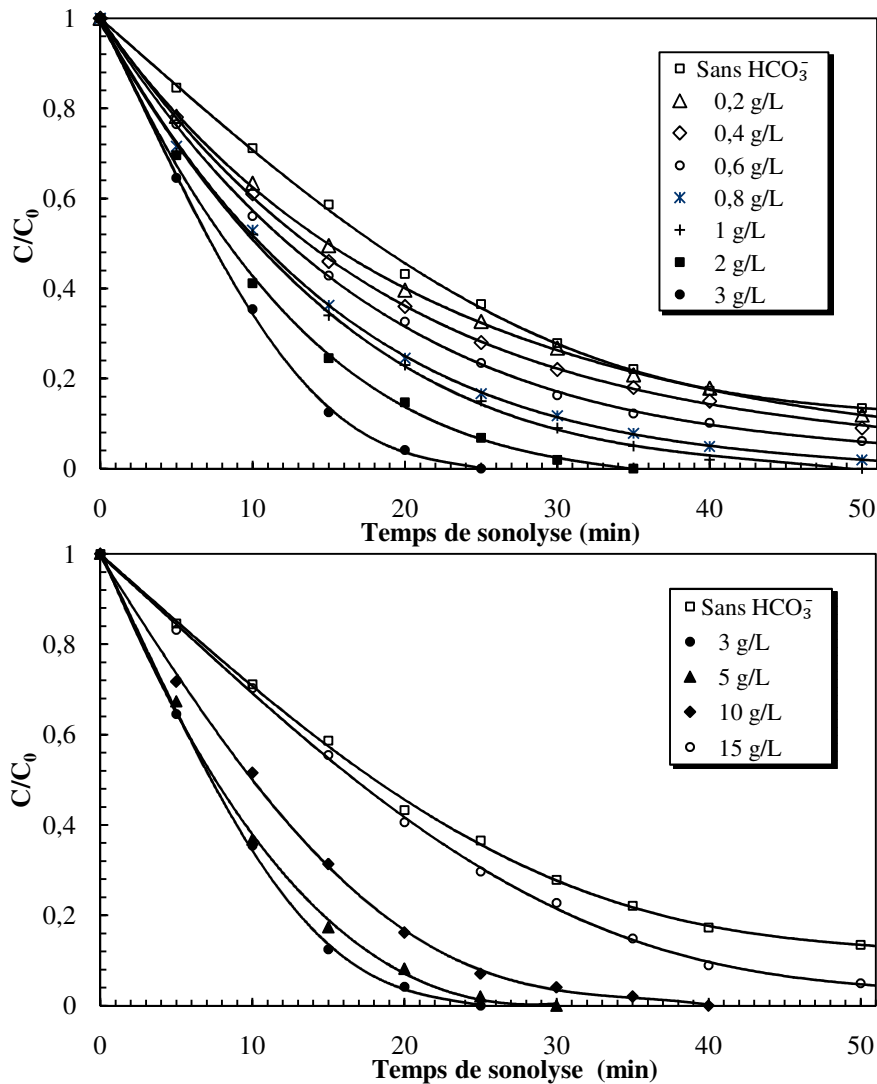 1
0,8
0,6
0,4
0,2
0
C/C₀
Sans HCO₃⁻
0,2 g/L
0,4 g/L
0,6 g/L
0,8 g/L
1 g/L
2 g/L
3 g/L
0 10 20 30 40 50
Temps de sonolyse (min)
1
0,8
0,6
0,4
0,2
0
C/C₀
Sans HCO₃⁻
3 g/L
5 g/L
10 g/L
15 g/L
0 10 20 30 40 50
Temps de sonolyse (min)